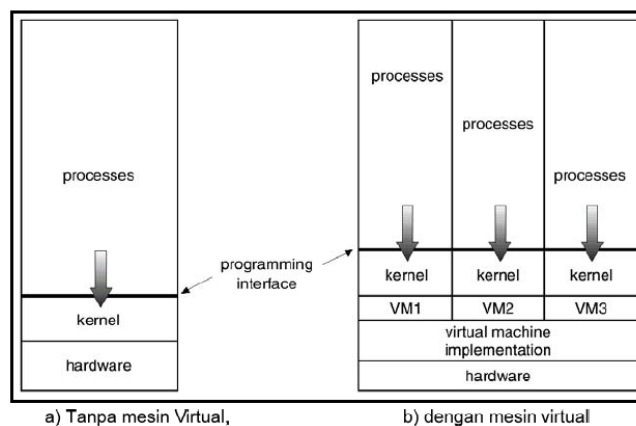 processes
kernel
hardware
programming
interface
processes
processes
processes
kernel kernel kernel
VM1 VM2 VM3
virtual machine
implementation
hardware
a) Tanpa mesin Virtual,
b) dengan mesin virtual